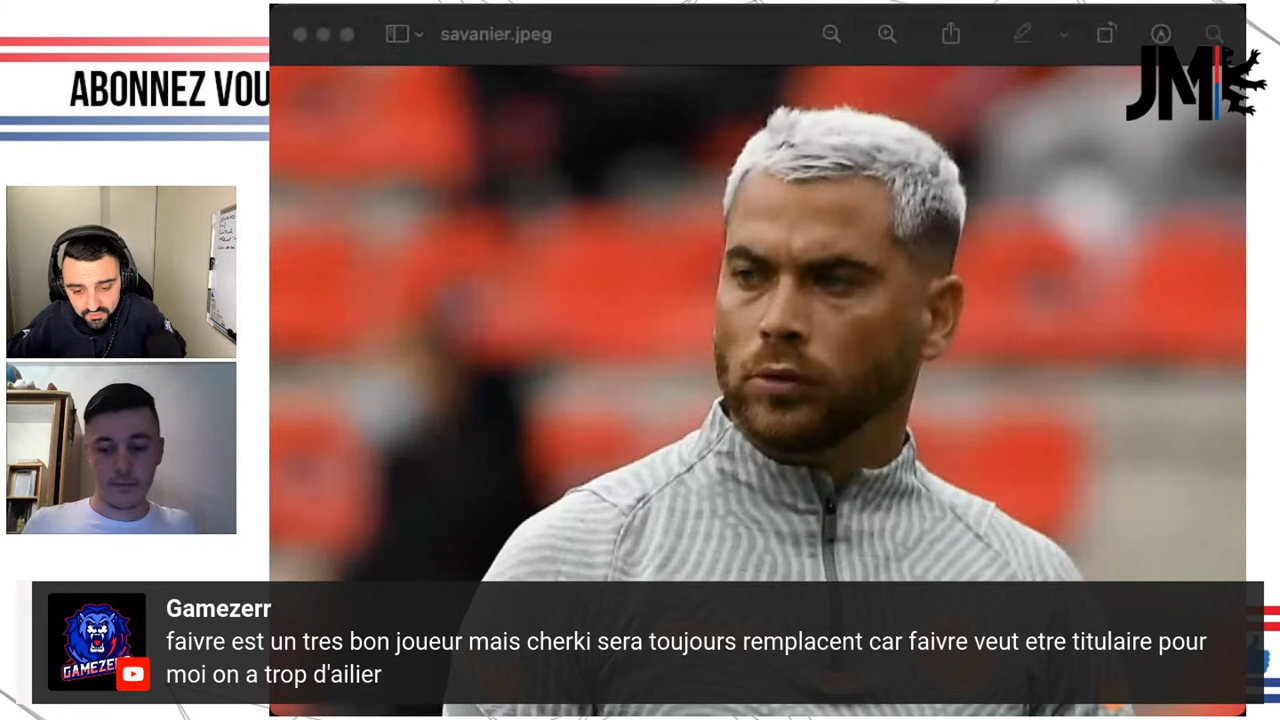 savanier.jpeg
JM
ABONNEZ VOU
GAMEZE
Gamezerr
faivre est un tres bon joueur mais cherki sera toujours remplacent car faivre veut etre titulaire pour
moi on a trop d'ailier